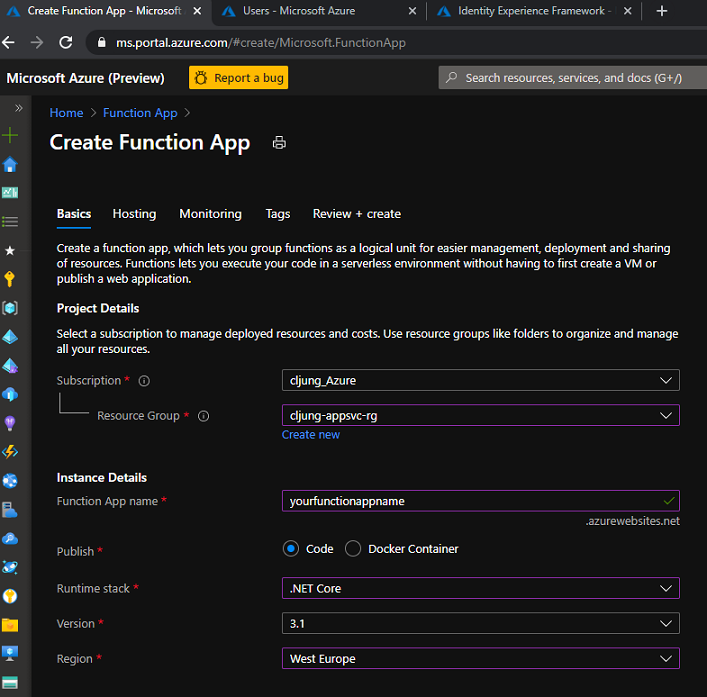 Create Function App - Microsoft
Users - Microsoft Azure
Identity Experience Framework -
ms.portal.azure.com/#create/Microsoft.FunctionApp
Microsoft Azure (Preview)
Report a bug
Search resources, services, and docs (G+/)
Home > Function App >
Create Function App
Basics Hosting Monitoring Tags Review + create
Create a function app, which lets you group functions as a logical unit for easier management, deployment and sharing
of resources. Functions lets you execute your code in a serverless environment without having to first create a VM or
publish a web application.
Project Details
Select a subscription to manage deployed resources and costs. Use resource groups like folders to organize and manage
all your resources.
Subscription * cljung_Azure
Resource Group * cljung-appsvc-rg
Create new
Instance Details
Function App name * yourfunctionappname
.azurewebsites.net
Publish * Code Docker Container
Runtime stack * .NET Core
Version * 3.1
Region * West Europe